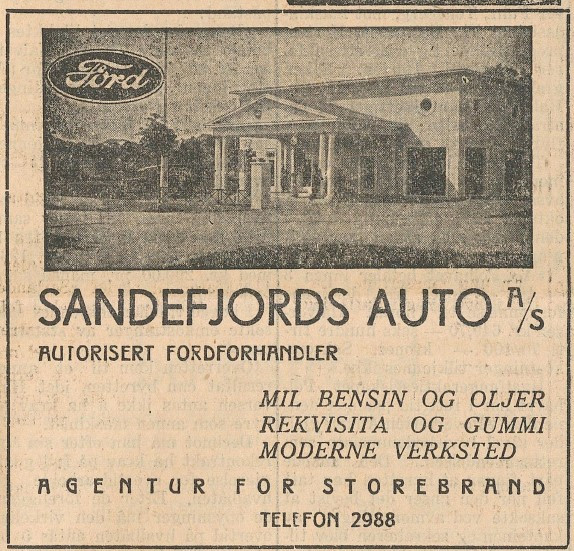 Ford
SANDEFJORDS AUTO A/S
AUTORISERT FORDFORHANDLER
MIL BENSIN OG OLJER
REKVISITA OG GUMMI
MODERNE VERKSTED
AGENTUR FOR STOREBRAND
TELEFON 2988